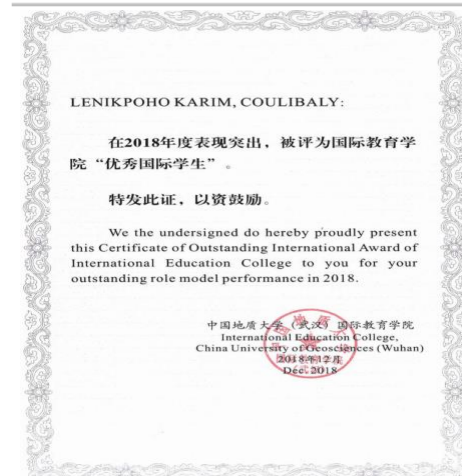 LENIKPOHO KARIM, COULIBALY:
在2018年度表现突出，被评为国际教育学
院“优秀国际学生”。
特发此证，以资鼓励。
We the undersigned do hereby proudly present
this Certificate of Outstanding International Award of
International Education College to you for your
outstanding role model performance in 2018.
中国地质大学（武汉）国际教育学院
International Education College,
China University of Geosciences (Wuhan)
2018年12月
Dec. 2018